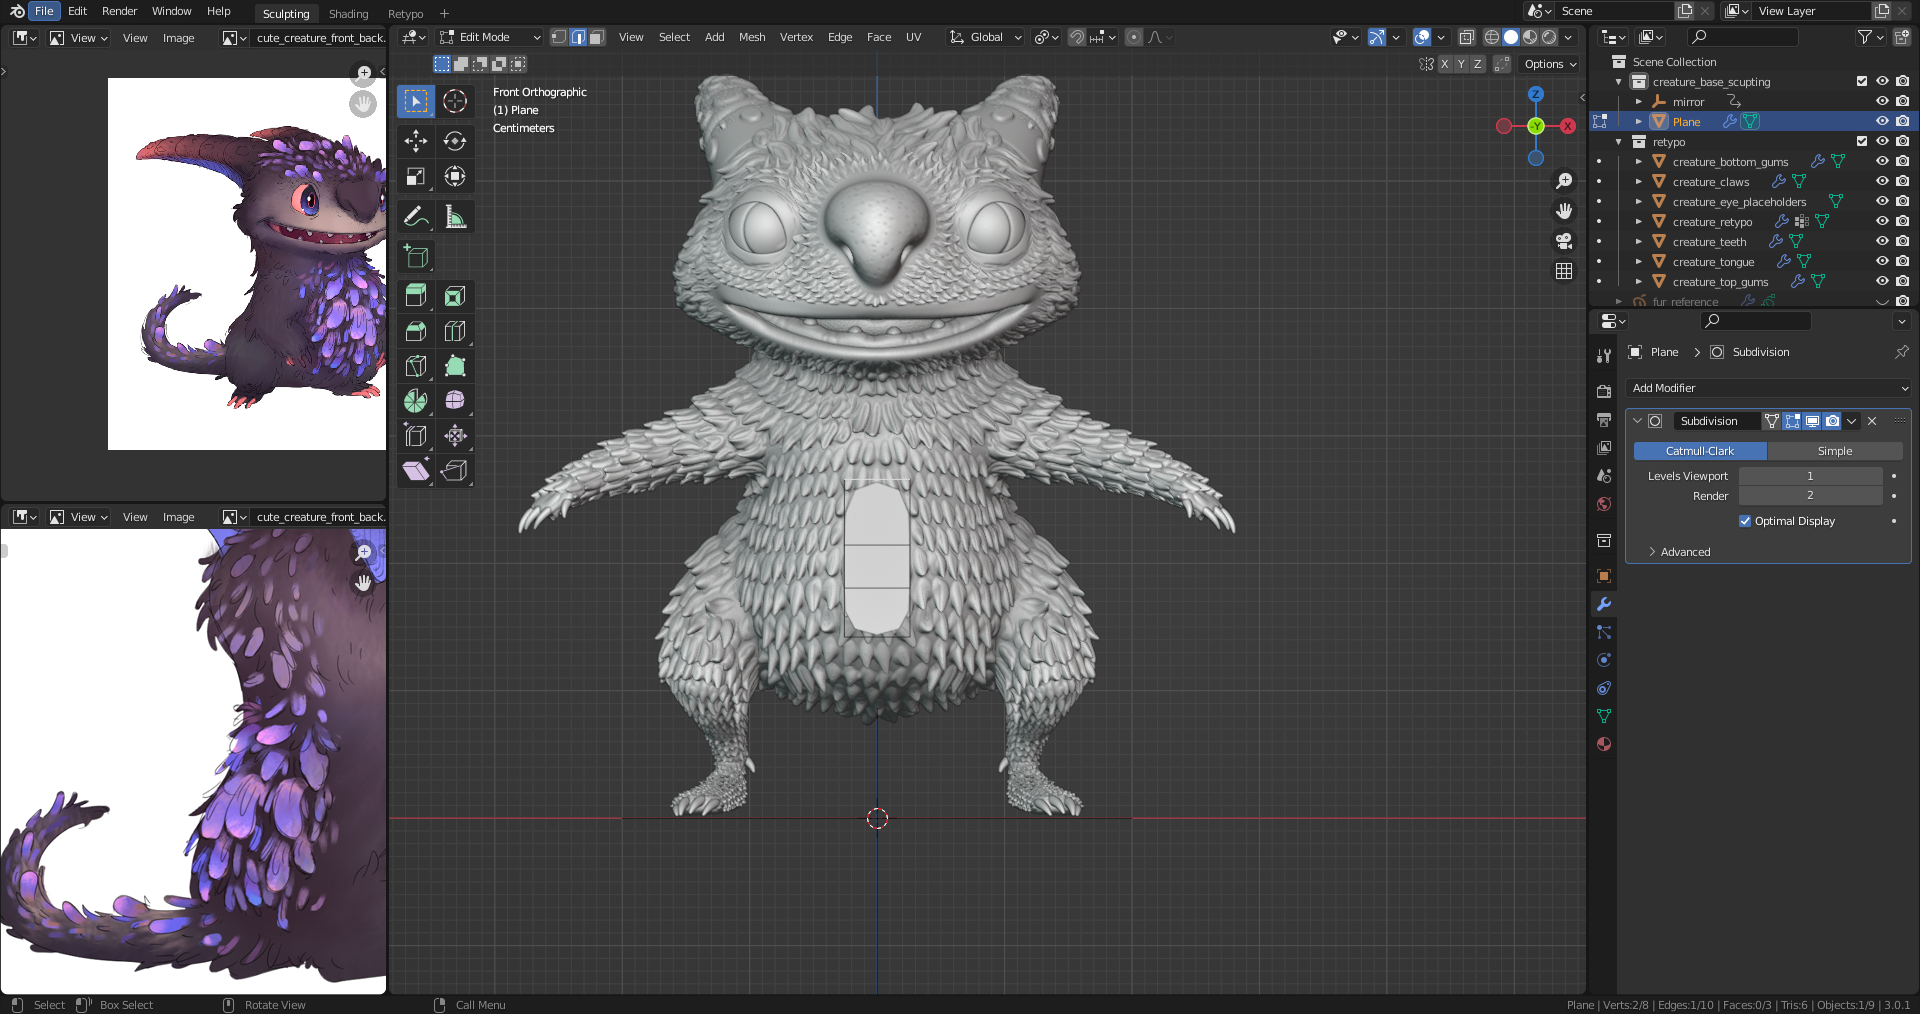 File Edit Render Window Help Sculpting Shading Retypo + Scene View Layer
View View Image cute_creature_front_back.
Edit Mode View Select Add Mesh Vertex Edge Face UV Global
X Y Z Options
Front Orthographic
(1) Plane
Centimeters
Z
-Y X
Scene Collection
creature_base_scupting
mirror
Plane
retypo
creature_bottom_gums
creature_claws
creature_eye_placeholders
creature_retypo
creature_teeth
creature_tongue
creature_top_gums
fur_reference
Plane > Subdivision
Add Modifier
Subdivision
Catmull-Clark Simple
Levels Viewport 1
Render 2
Optimal Display
Advanced
View View Image cute_creature_front_back.
Select Box Select Rotate View Call Menu
Plane | Verts:2/8 | Edges:1/10 | Faces:0/3 | Tris:6 | Objects:1/9 | 3.0.1